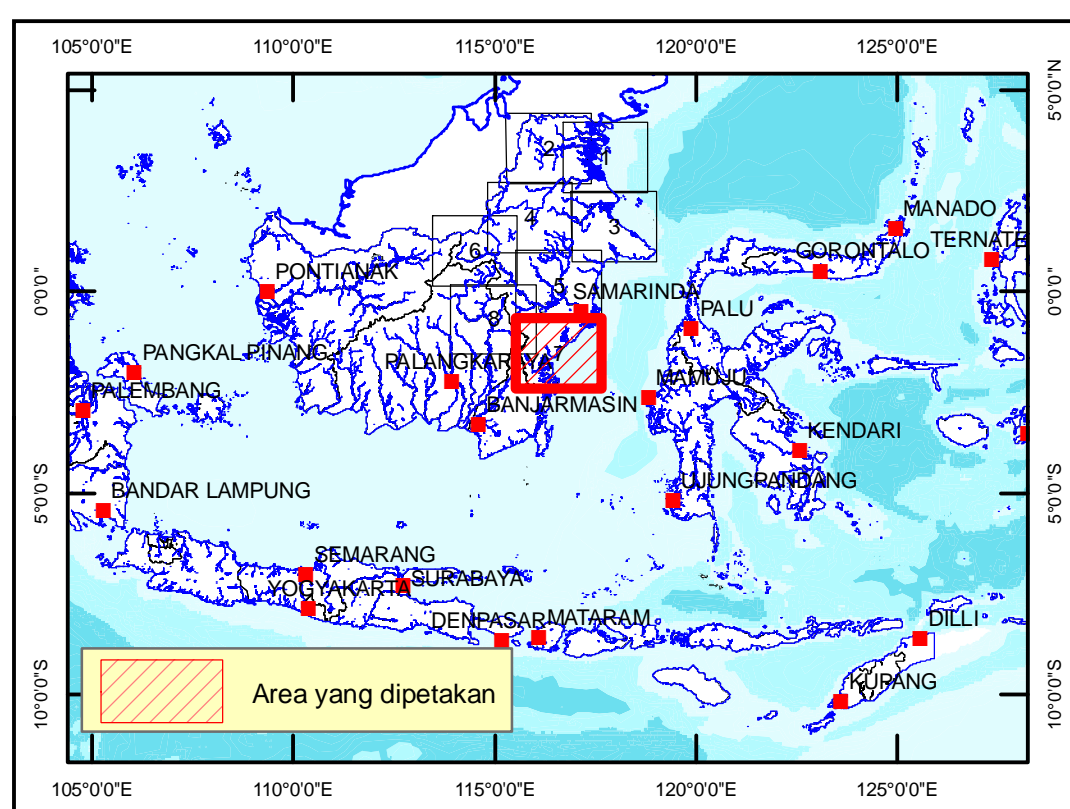 105°0'0"E 110°0'0"E 115°0'0"E 120°0'0"E 125°0'0"E
5°0'0"N
2
1
MANADO
4
3
TERNATE
6
GORONTALO
PONTIANAK
5
SAMARINDA
0°0'0"
0°0'0"
8
PALU
7
PANGKAL PINANG
PALANGKARAYA
MAMUJU
PALEMBANG
BANJARMASIN
KENDARI
UJUNGPANDANG
BANDAR LAMPUNG
5°0'0"S
5°0'0"S
SEMARANG
SURABAYA
YOGYAKARTA
DENPASAR
MATARAM
DILLI
KUPANG
Area yang dipetakan
10°0'0"S
10°0'0"S
105°0'0"E 110°0'0"E 115°0'0"E 120°0'0"E 125°0'0"E